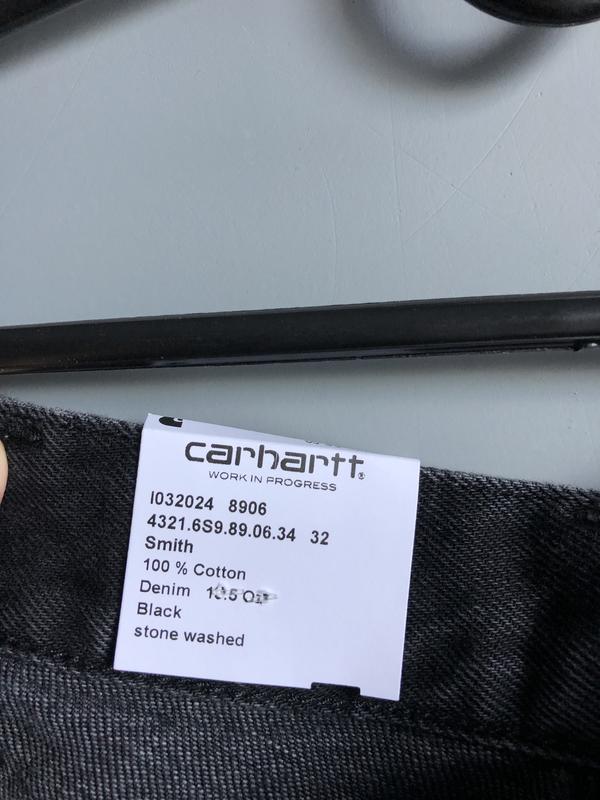 carhartt®
WORK IN PROGRESS
I032024 8906
4321.6S9.89.06.34 32
Smith
100 % Cotton
Denim
Black
stone washed